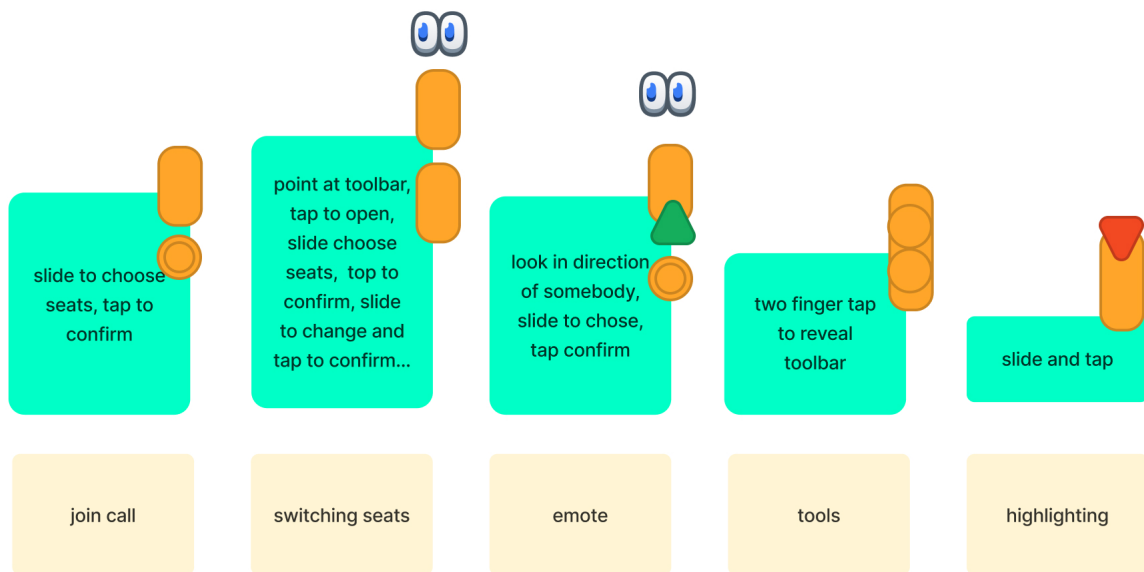 slide to choose
seats, tap to
confirm
point at toolbar,
tap to open,
slide choose
seats,  top to
confirm, slide
to change and
tap to confirm...
look in direction
of somebody,
slide to chose,
tap confirm
two finger tap
to reveal
toolbar
slide and tap
join call
switching seats
emote
tools
highlighting